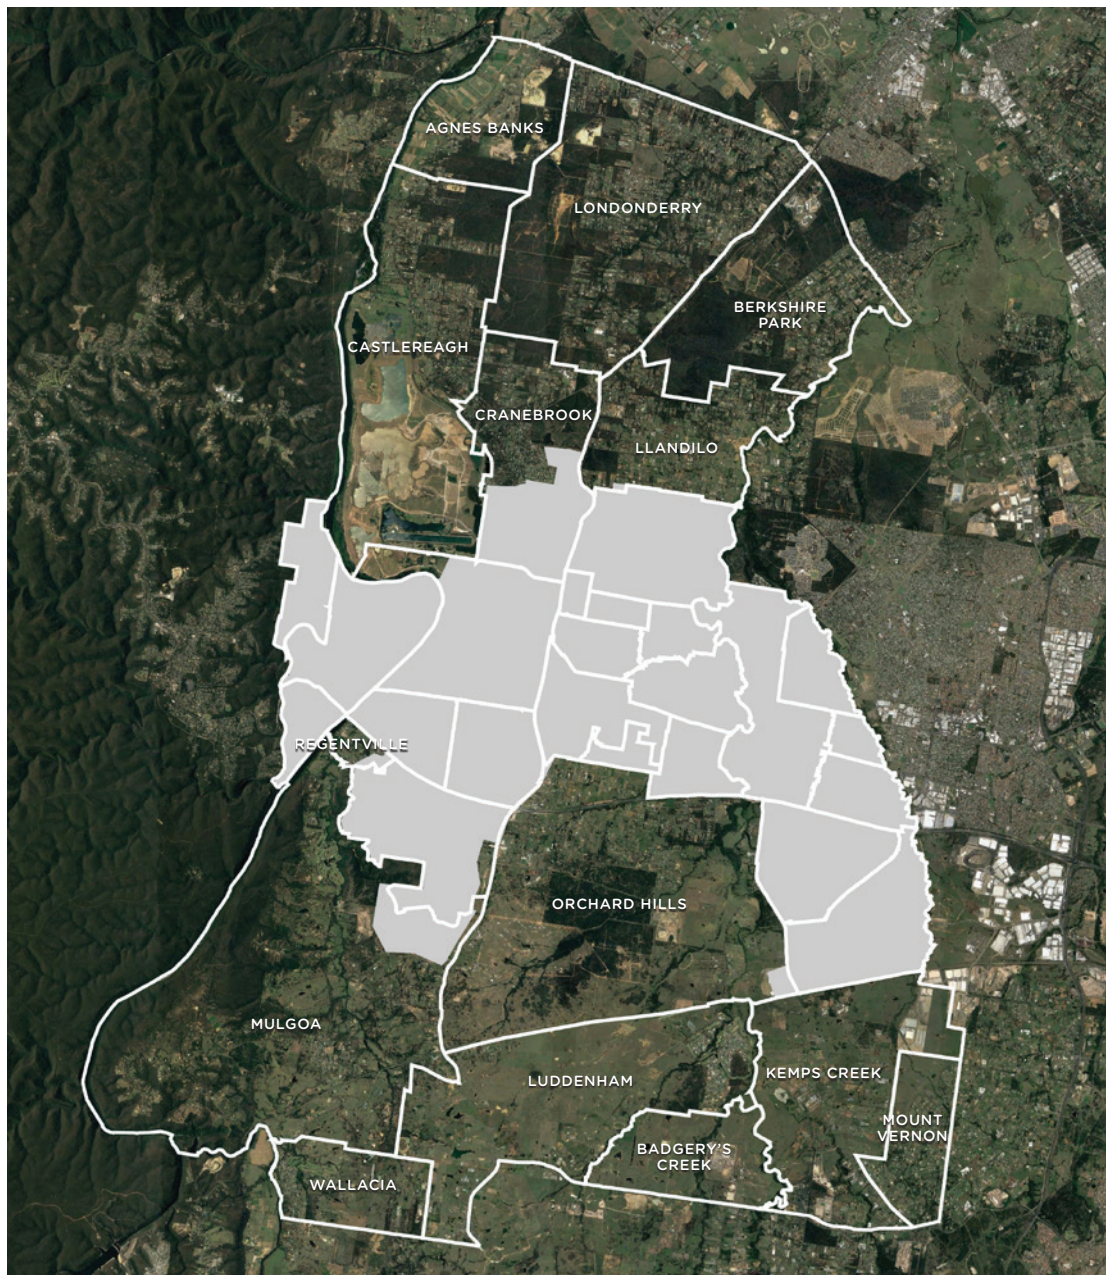 AGNES BANKS
LONDONDERRY
BERKSHIRE
PARK
CASTLEREAGH
CRANEBROOK
LLANDILO
REGENTVILLE
ORCHARD HILLS
MULGOA
LUDDENHAM
KEMPS CREEK
MOUNT
VERNON
BADGERY'S
CREEK
WALLACIA